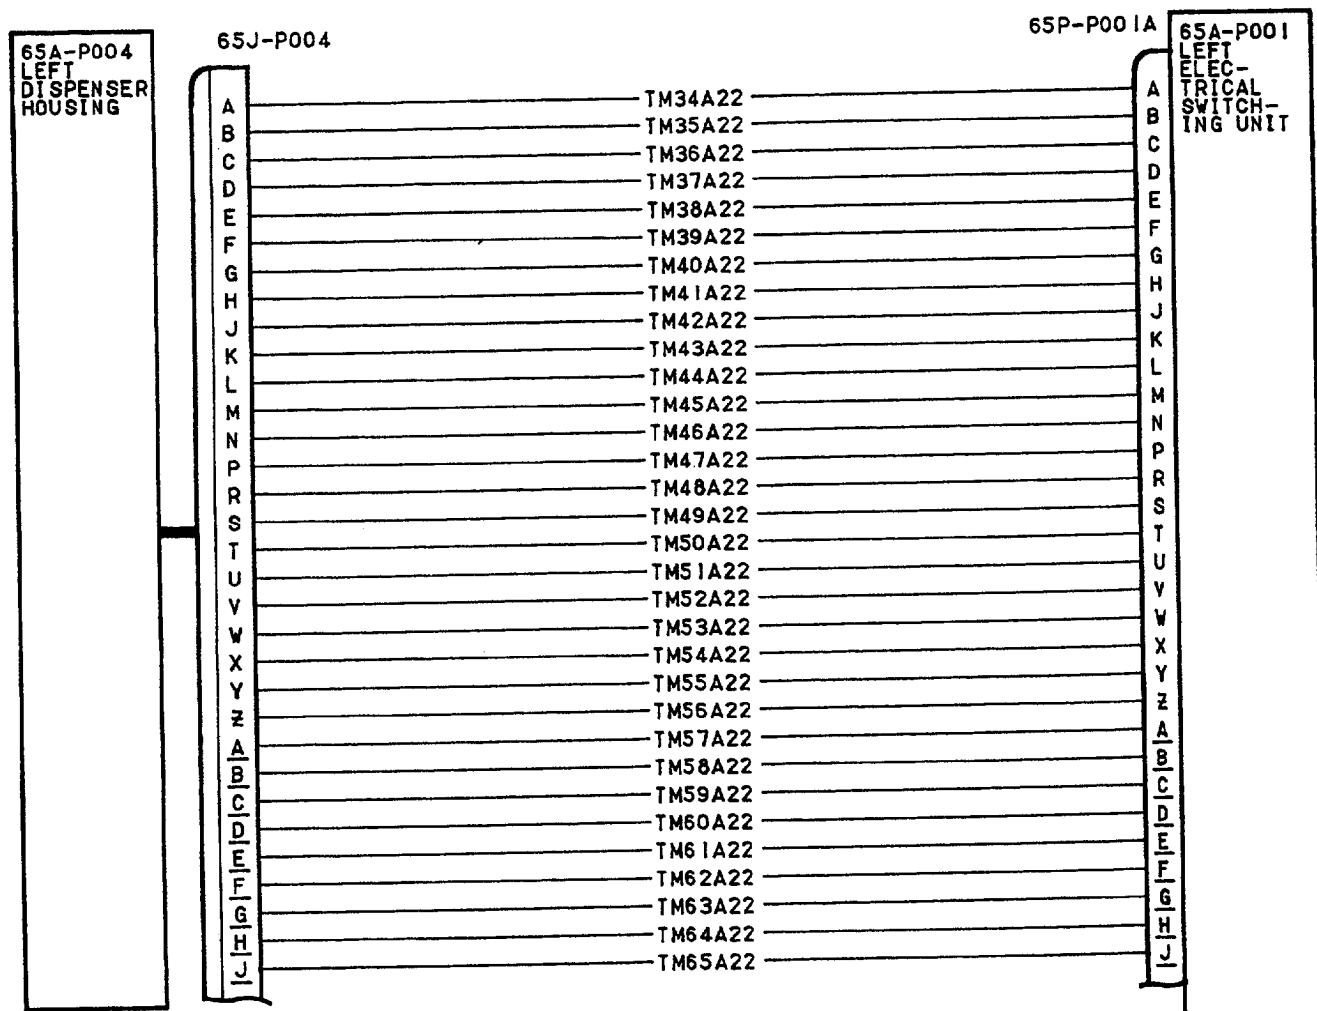 65A-P004
LEFT
DISPENSER
HOUSING
65J-P004
65P-P001A
65A-P001
LEFT
ELEC-
TRICAL
SWITCH-
ING UNIT
A TM34A22 A
B TM35A22 B
C TM36A22 C
D TM37A22 D
E TM38A22 E
F TM39A22 F
G TM40A22 G
H TM41A22 H
J TM42A22 J
K TM43A22 K
L TM44A22 L
M TM45A22 M
N TM46A22 N
P TM47A22 P
R TM48A22 R
S TM49A22 S
T TM50A22 T
U TM51A22 U
V TM52A22 V
W TM53A22 W
X TM54A22 X
Y TM55A22 Y
Z TM56A22 Z
A TM57A22 A
B TM58A22 B
C TM59A22 C
D TM60A22 D
E TM61A22 E
F TM62A22 F
G TM63A22 G
H TM64A22 H
J TM65A22 J